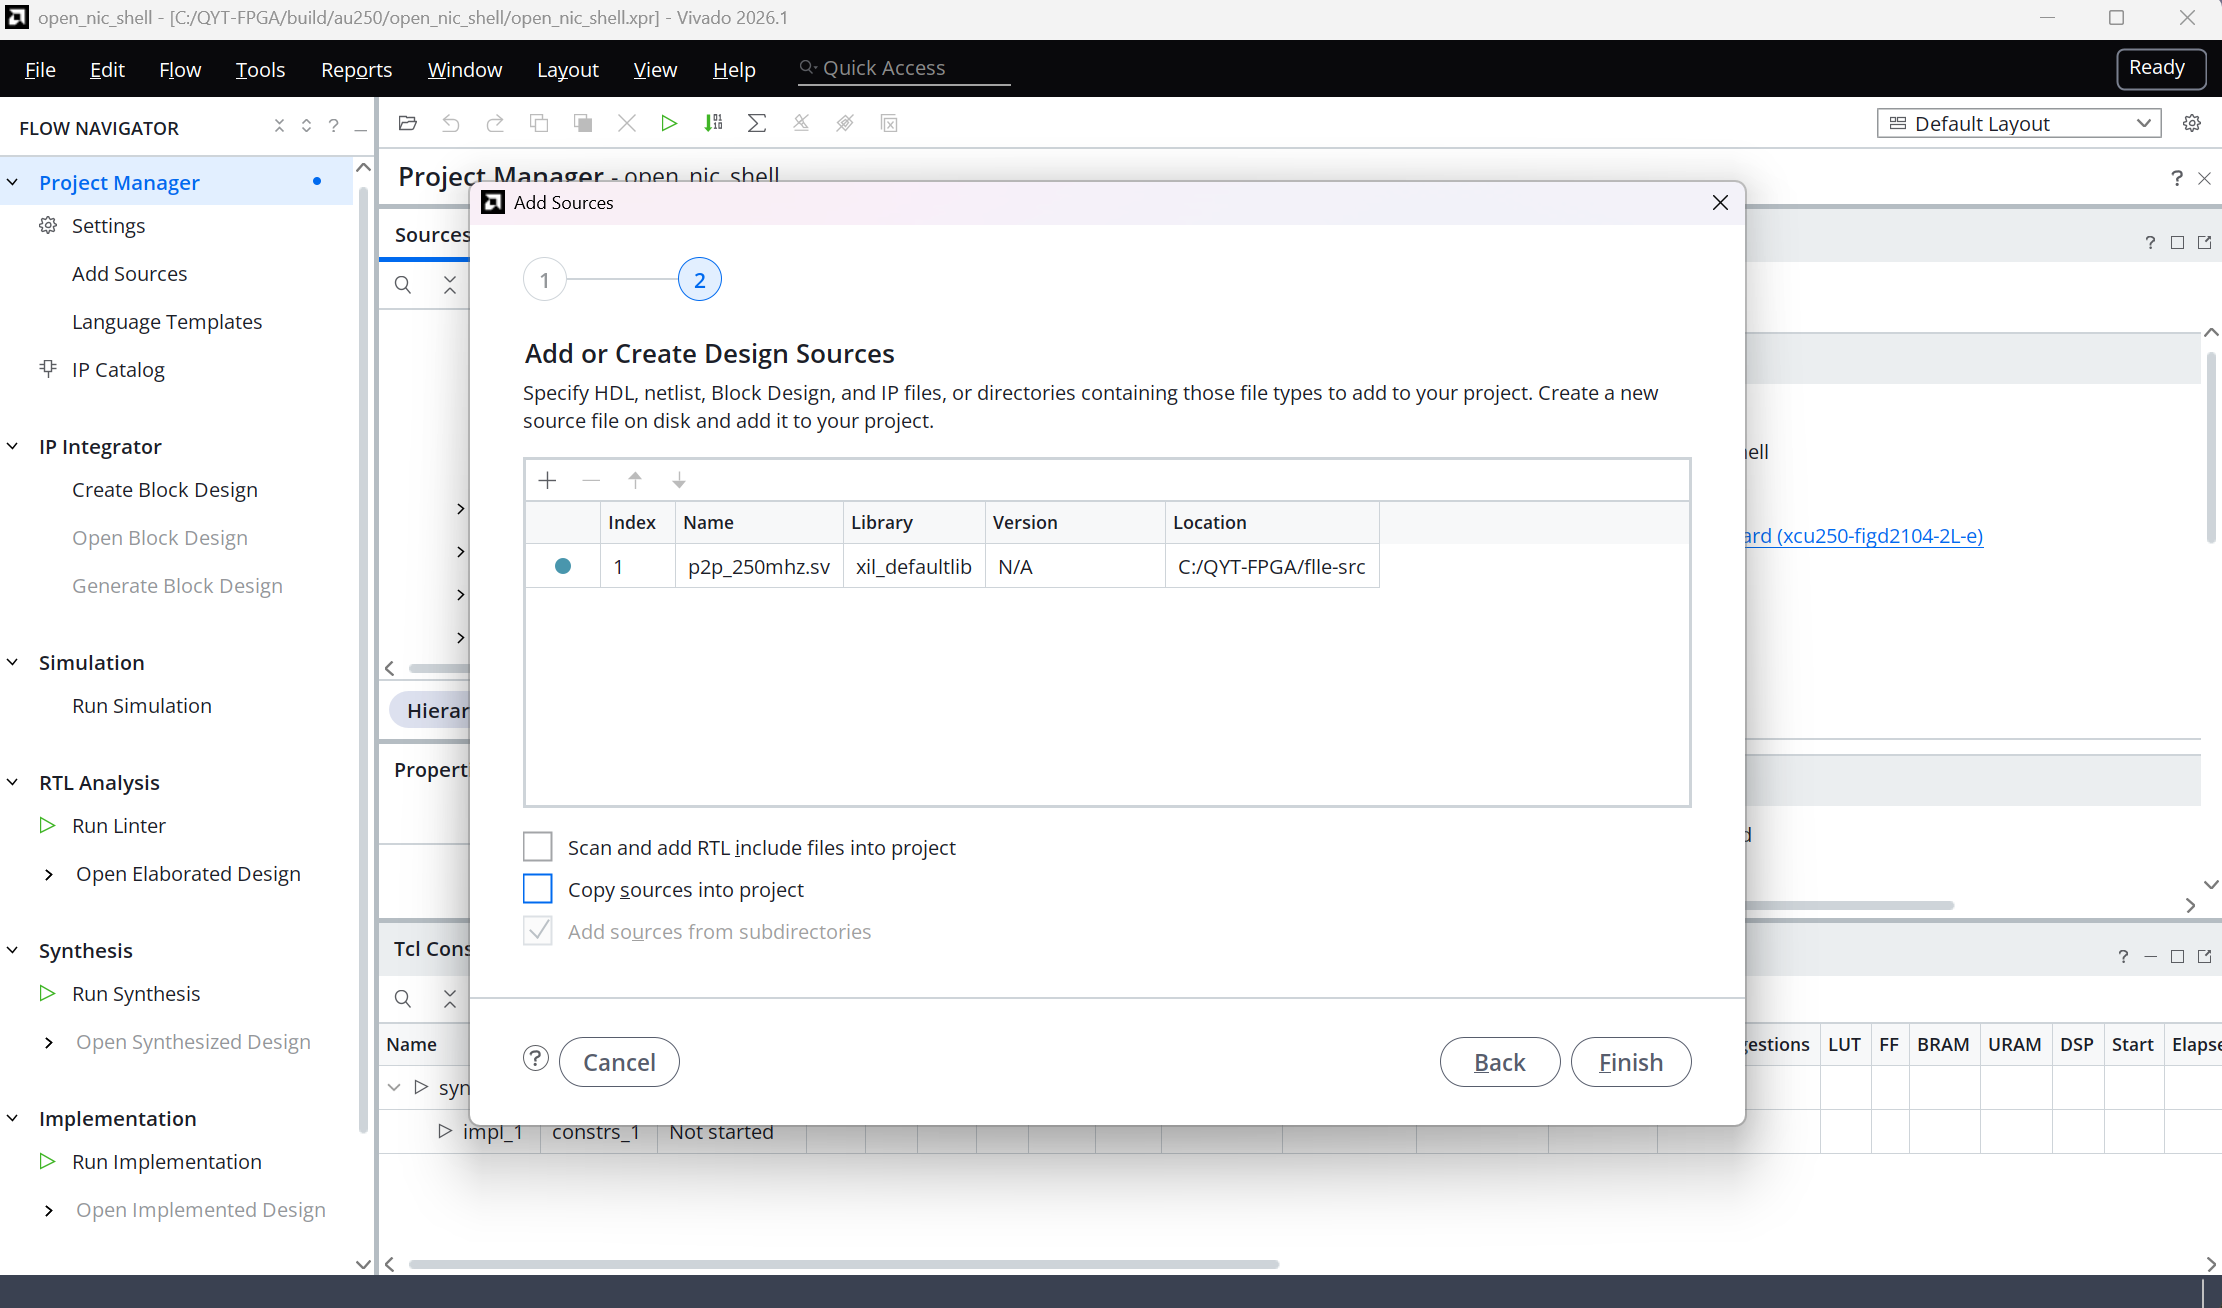 open_nic_shell - [C:/QYT-FPGA/build/au250/open_nic_shell/open_nic_shell.xpr] - Vivado 2026.1
File Edit Flow Tools Reports Window Layout View Help Quick Access Ready
FLOW NAVIGATOR
Default Layout
Project Manager
Settings
Add Sources
Language Templates
IP Catalog
IP Integrator
Create Block Design
Open Block Design
Generate Block Design
Simulation
Run Simulation
RTL Analysis
Run Linter
Open Elaborated Design
Synthesis
Run Synthesis
Open Synthesized Design
Implementation
Run Implementation
Open Implemented Design
Project Manager - open_nic_shell
Sources
Hierar
Propert
Add Sources
1 2
Add or Create Design Sources
Specify HDL, netlist, Block Design, and IP files, or directories containing those file types to add to your project. Create a new
source file on disk and add it to your project.
Index Name Library Version Location
1 p2p_250mhz.sv xil_defaultlib N/A C:/QYT-FPGA/flle-src
Scan and add RTL include files into project
Copy sources into project
Add sources from subdirectories
Cancel Back Finish
ell
ard (xcu250-figd2104-2L-e)
d
Tcl Cons
Name estions LUT FF BRAM URAM DSP Start Elapse
syn
impl_1 constrs_1 Not started